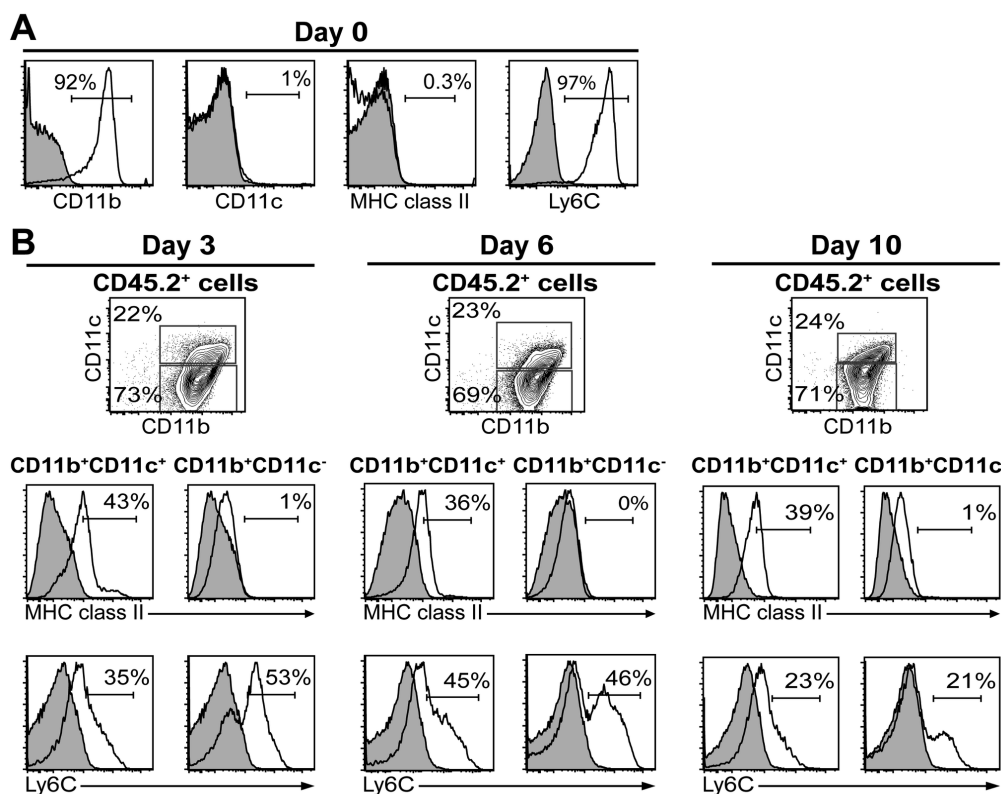 A
Day 0
92%
1%
0.3%
97%
CD11b
CD11c
MHC class II
Ly6C
B
Day 3
Day 6
Day 10
CD45.2⁺ cells
CD45.2⁺ cells
CD45.2⁺ cells
22%
73%
CD11c
CD11b
23%
69%
CD11c
CD11b
24%
71%
CD11c
CD11b
CD11b⁺CD11c⁺ CD11b⁺CD11c⁻
CD11b⁺CD11c⁺ CD11b⁺CD11c⁻
CD11b⁺CD11c⁺ CD11b⁺CD11c
43%
1%
36%
0%
39%
1%
MHC class II
MHC class II
MHC class II
35%
53%
45%
46%
23%
21%
Ly6C
Ly6C
Ly6C